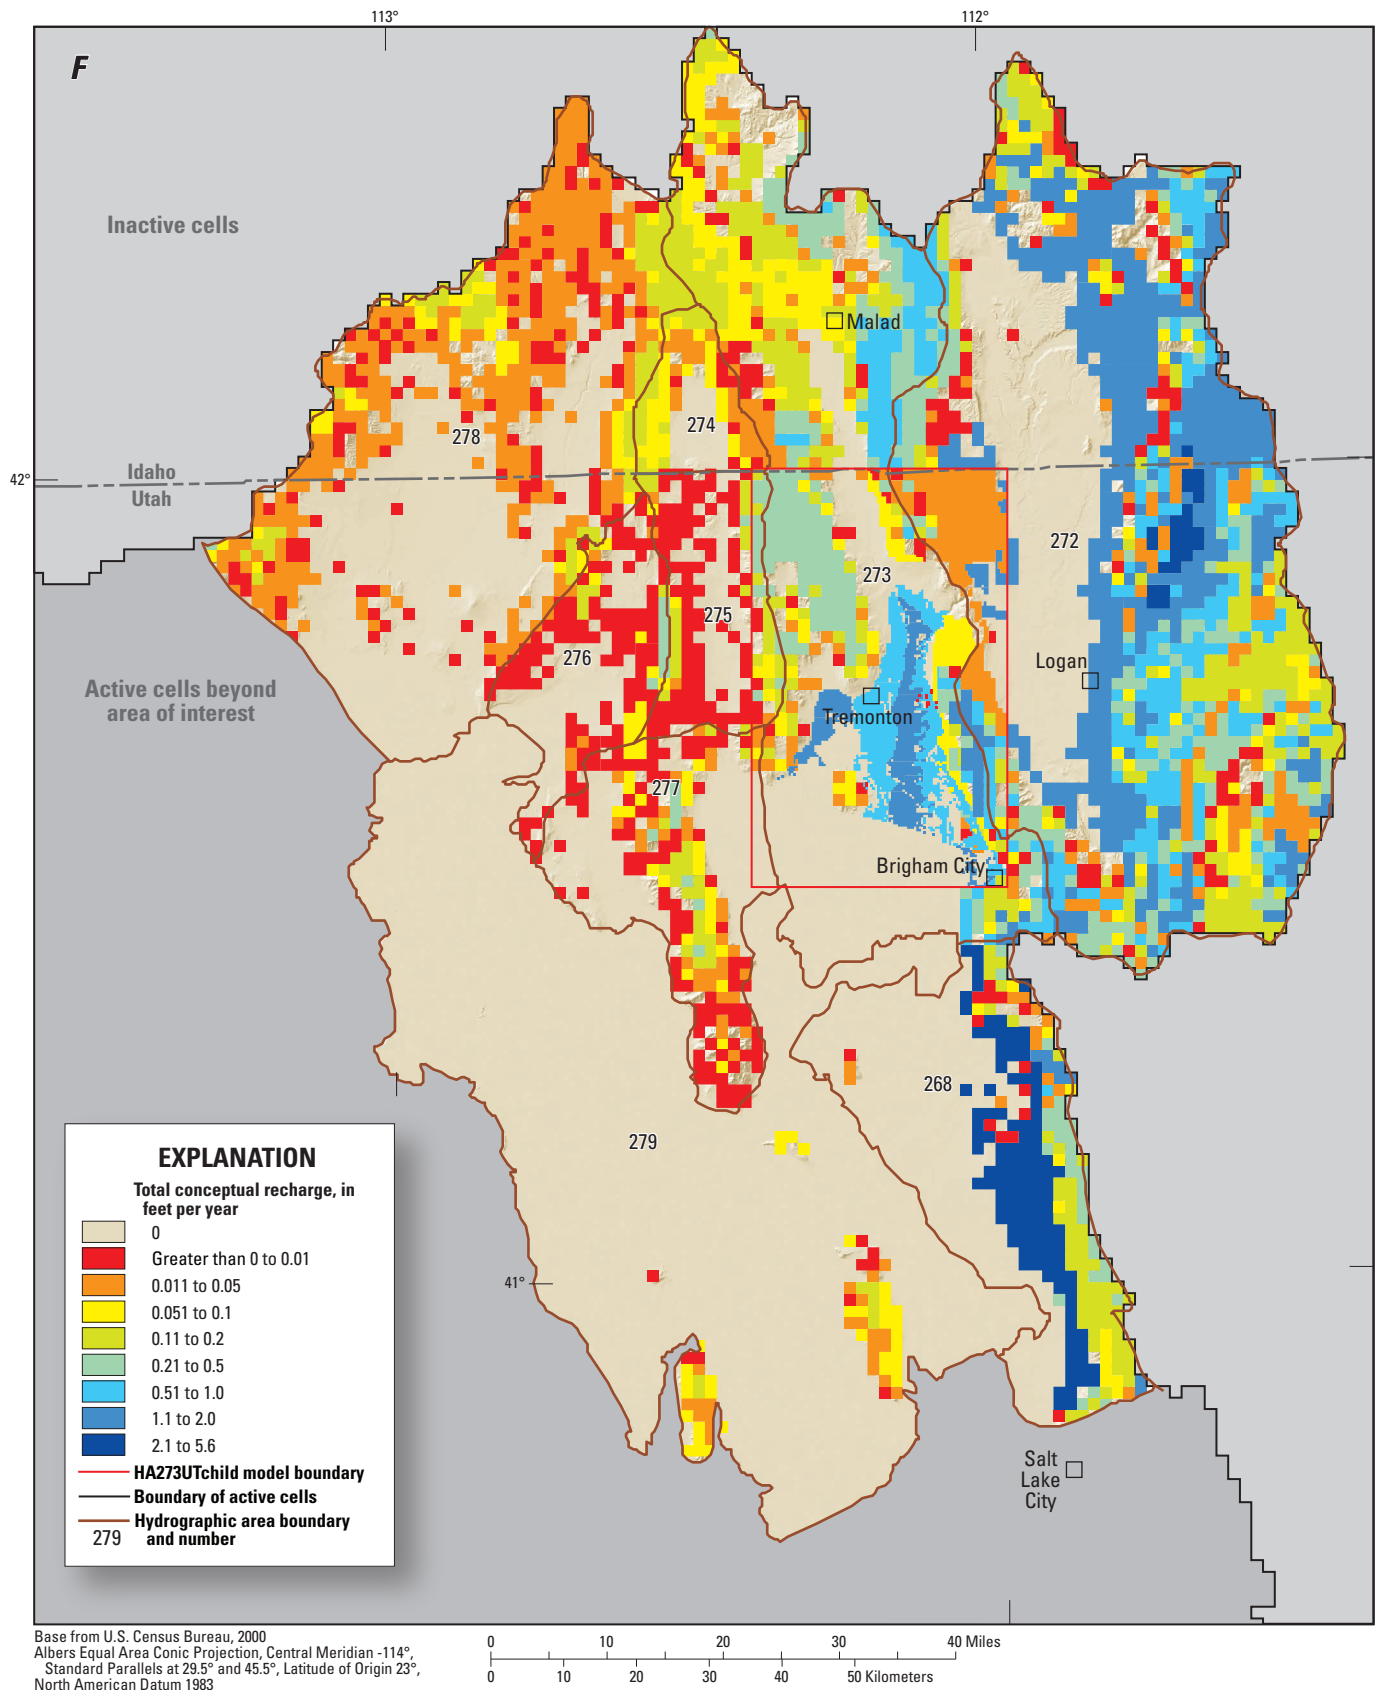 113°
112°
F
Inactive cells
Malad
274
278
Idaho
42°
Utah
272
273
275
276
Logan
Active cells beyond
area of interest
Tremonton
277
Brigham City
268
279
41°
EXPLANATION
Total conceptual recharge, in
feet per year
0
Greater than 0 to 0.01
0.011 to 0.05
0.051 to 0.1
0.11 to 0.2
0.21 to 0.5
0.51 to 1.0
1.1 to 2.0
2.1 to 5.6
HA273UTchild model boundary
Boundary of active cells
Hydrographic area boundary
279 and number
Salt
Lake
City
Base from U.S. Census Bureau, 2000
Albers Equal Area Conic Projection, Central Meridian -114°,
Standard Parallels at 29.5° and 45.5°, Latitude of Origin 23°,
North American Datum 1983
0 10 20 30 40 Miles
0 10 20 30 40 50 Kilometers